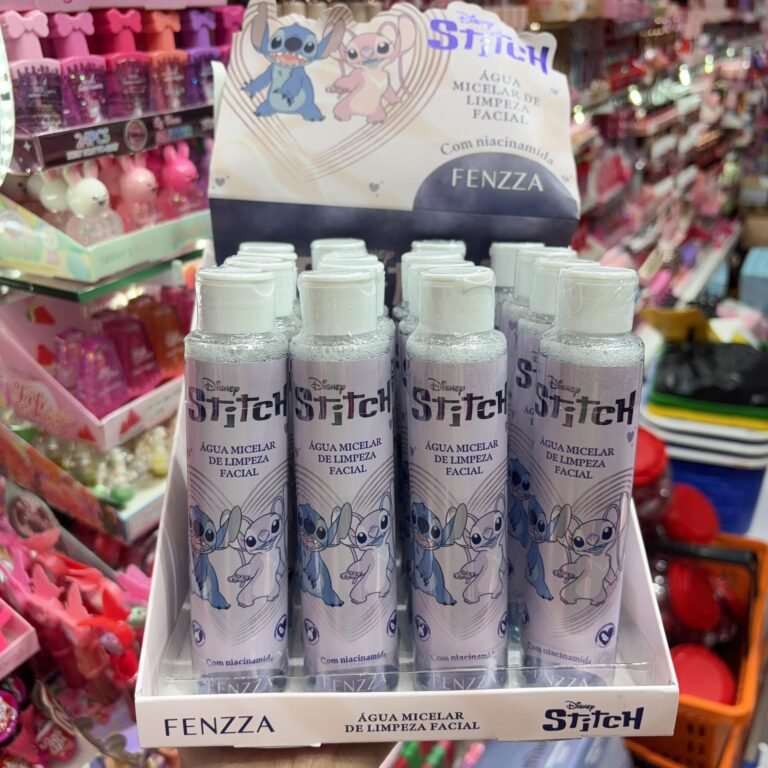 Disney
Stitch
ÁGUA
MICELAR DE
LIMPEZA
FACIAL
Com niacinamida
FENZZA
24PCS
Disney
Stitch
ÁGUA MICELAR
DE LIMPEZA
FACIAL
Com niacinamida
FENZZA
Disney
Stitch
ÁGUA MICELAR
DE LIMPEZA
FACIAL
Com niacinamida
FENZZA
Disney
Stitch
ÁGUA MICELAR
DE LIMPEZA
FACIAL
Com niacinamida
FENZZA
Disney
Stitch
ÁGUA MICELAR
DE LIMPEZA
FACIAL
Com niacinamida
FENZZA
FENZZA
ÁGUA MICELAR
DE LIMPEZA FACIAL
Disney
Stitch